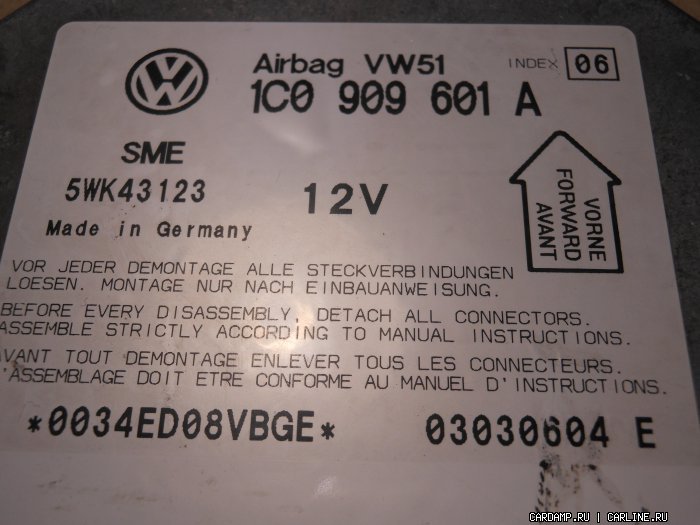 Airbag VW51 INDEX 06
1C0 909 601 A
SME
5WK43123
12V
Made in Germany
VORNE
FORWARD
AVANT
VOR JEDER DEMONTAGE ALLE STECKVERBINDUNGEN
LOESEN. MONTAGE NUR NACH EINBAUANWEISUNG.
BEFORE EVERY DISASSEMBLY, DETACH ALL CONNECTORS.
ASSEMBLE STRICTLY ACCORDING TO MANUAL INSTRUCTIONS.
AVANT TOUT DEMONTAGE ENLEVER TOUS LES CONNECTEURS.
L'ASSEMBLAGE DOIT ETRE CONFORME AU MANUEL D'INSTRUCTIONS.
*0034ED08VBGE* 03030604 E
CARDAMP.RU | CARLINE.RU